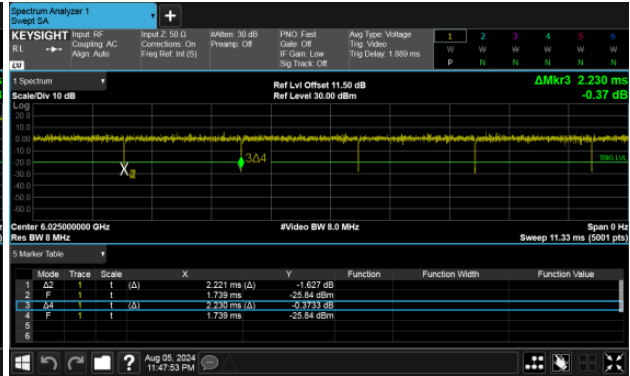 Spectrum Analyzer 1
Swept SA
+
KEYSIGHT Input: RF Input Z: 50 Ω #Atten: 30 dB PNO: Fast Avg Type: Voltage 1 2 3 4 5 6
RL Coupling: AC Corrections: On Preamp: Off Gate: Off Trig: Video W W W W W W
Align: Auto Freq Ref: Int (S) IF Gain: Low Trig Delay: 1.889 ms
LXI Sig Track: Off P N N N N N
1 Spectrum Ref Lvl Offset 11.50 dB ΔMkr3 2.230 ms
Scale/Div 10 dB Ref Level 30.00 dBm -0.37 dB
Log
20.0
10.0
0.00
-10.0
-20.0 3Δ4 TRIG LVL
-30.0 X
-40.0
-50.0
-60.0
Center 6.025000000 GHz #Video BW 8.0 MHz Span 0 Hz
Res BW 8 MHz Sweep 11.33 ms (5001 pts)
5 Marker Table
Mode Trace Scale X Y Function Function Width Function Value
1 Δ2 1 t (Δ) 2.221 ms (Δ) -1.627 dB
2 F 1 t 1.739 ms -25.84 dBm
3 Δ4 1 t (Δ) 2.230 ms (Δ) -0.3733 dB
4 F 1 t 1.739 ms -25.84 dBm
5
6
? Aug 05, 2024
11:47:53 PM